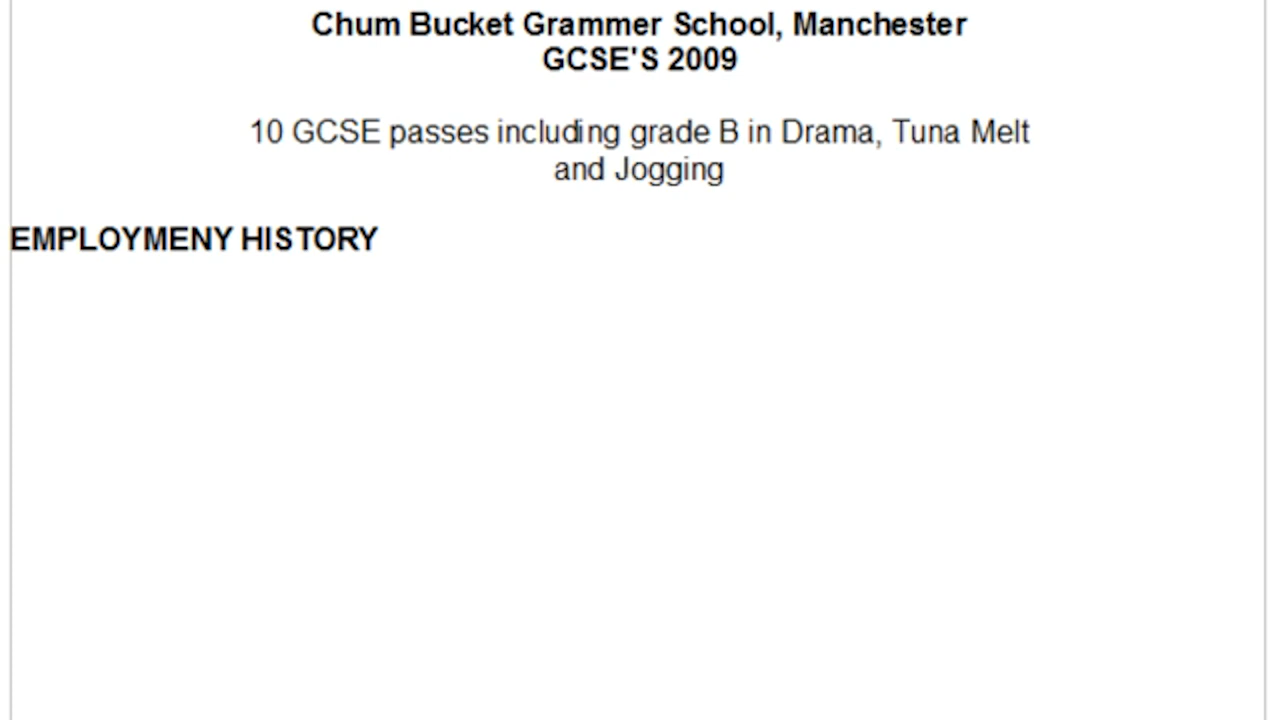 Chum Bucket Grammer School, Manchester
GCSE'S 2009
10 GCSE passes including grade B in Drama, Tuna Melt
and Jogging
EMPLOYMENY HISTORY